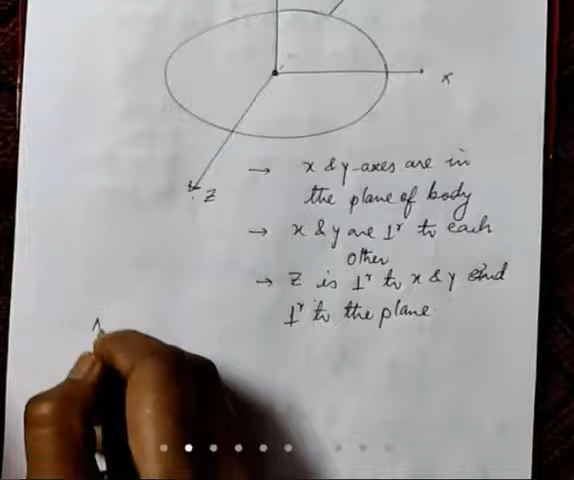 x
z
→ x & y-axes are in
the plane of body
→ x & y are ⊥r to each
other
→ z is ⊥r to x & y and
⊥r to the plane.